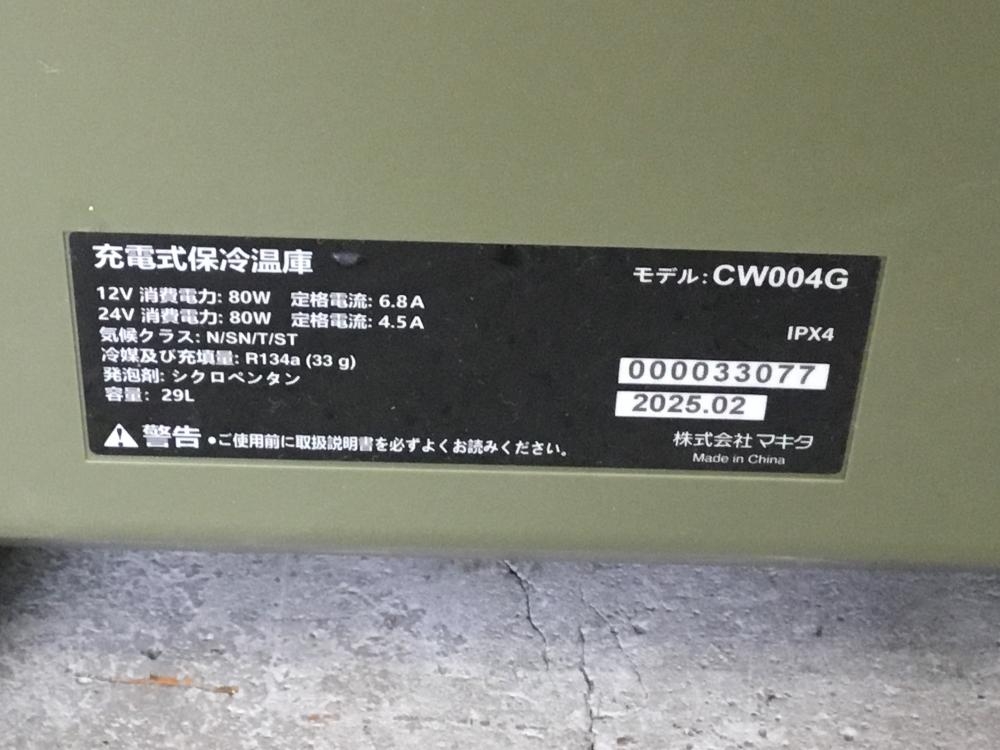 充電式保冷温庫
モデル: CW004G
12V 消費電力: 80W 定格電流: 6.8A
24V 消費電力: 80W 定格電流: 4.5A
気候クラス: N/SN/T/ST
冷媒及び充填量: R134a (33 g)
発泡剤: シクロペンタン
容量: 29L
IPX4
000033077
2025.02
警告 ●ご使用前に取扱説明書を必ずよくお読みください。
株式会社 マキタ
Made in China